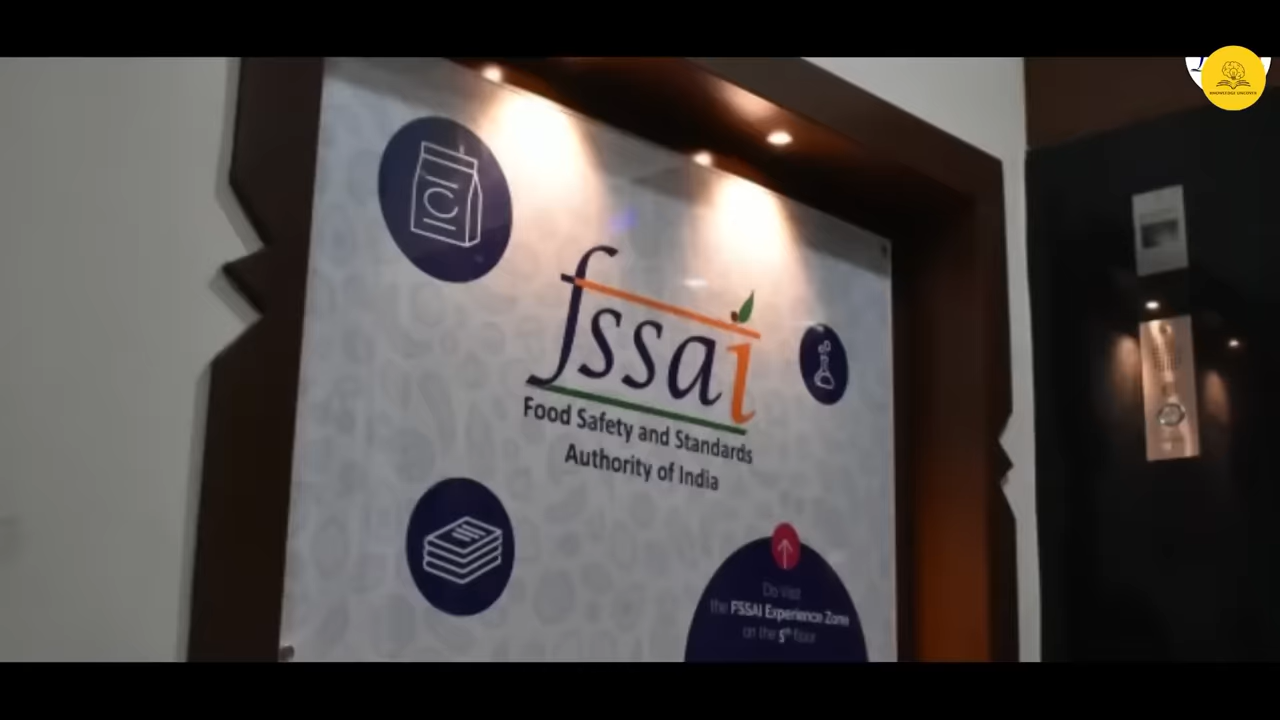 fssai
Food Safety and Standards
Authority of India
Do Visit
the FSSAI Experience Zone
on the 5th floor